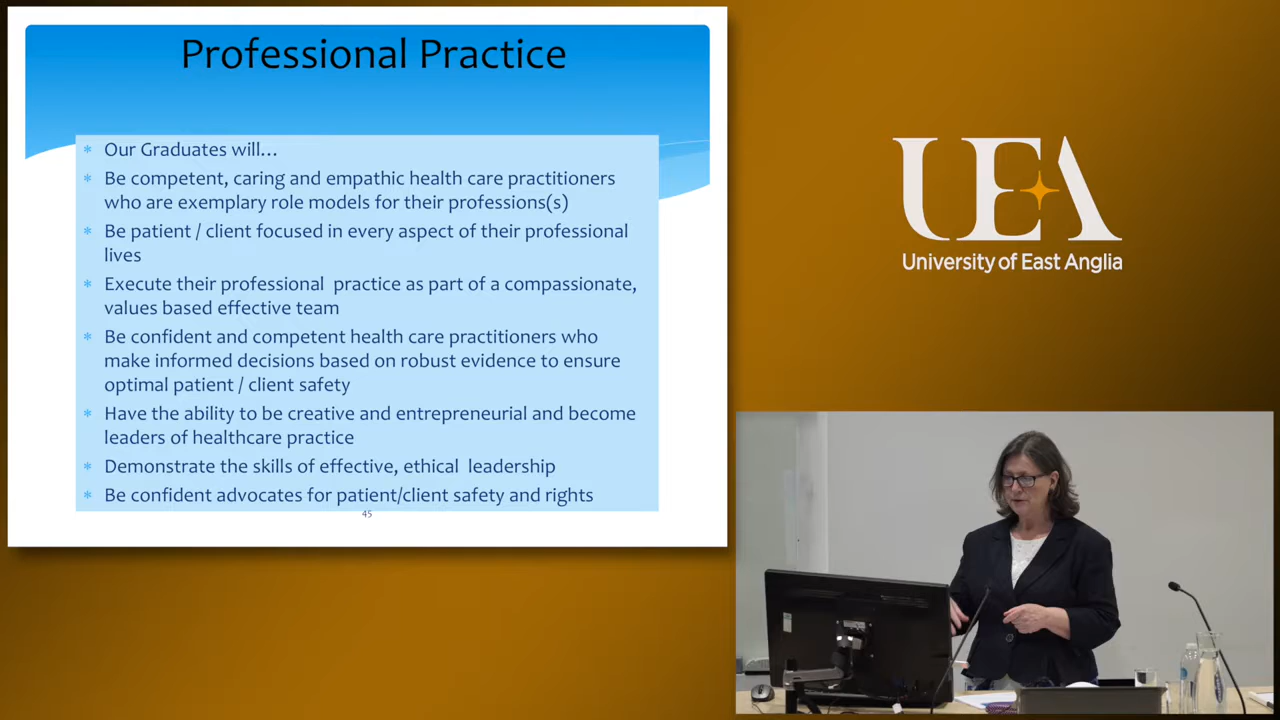 Professional Practice
* Our Graduates will…
* Be competent, caring and empathic health care practitioners
who are exemplary role models for their professions(s)
* Be patient / client focused in every aspect of their professional
lives
* Execute their professional  practice as part of a compassionate,
values based effective team
* Be confident and competent health care practitioners who
make informed decisions based on robust evidence to ensure
optimal patient / client safety
* Have the ability to be creative and entrepreneurial and become
leaders of healthcare practice
* Demonstrate the skills of effective, ethical  leadership
* Be confident advocates for patient/client safety and rights
45
UEA
University of East Anglia